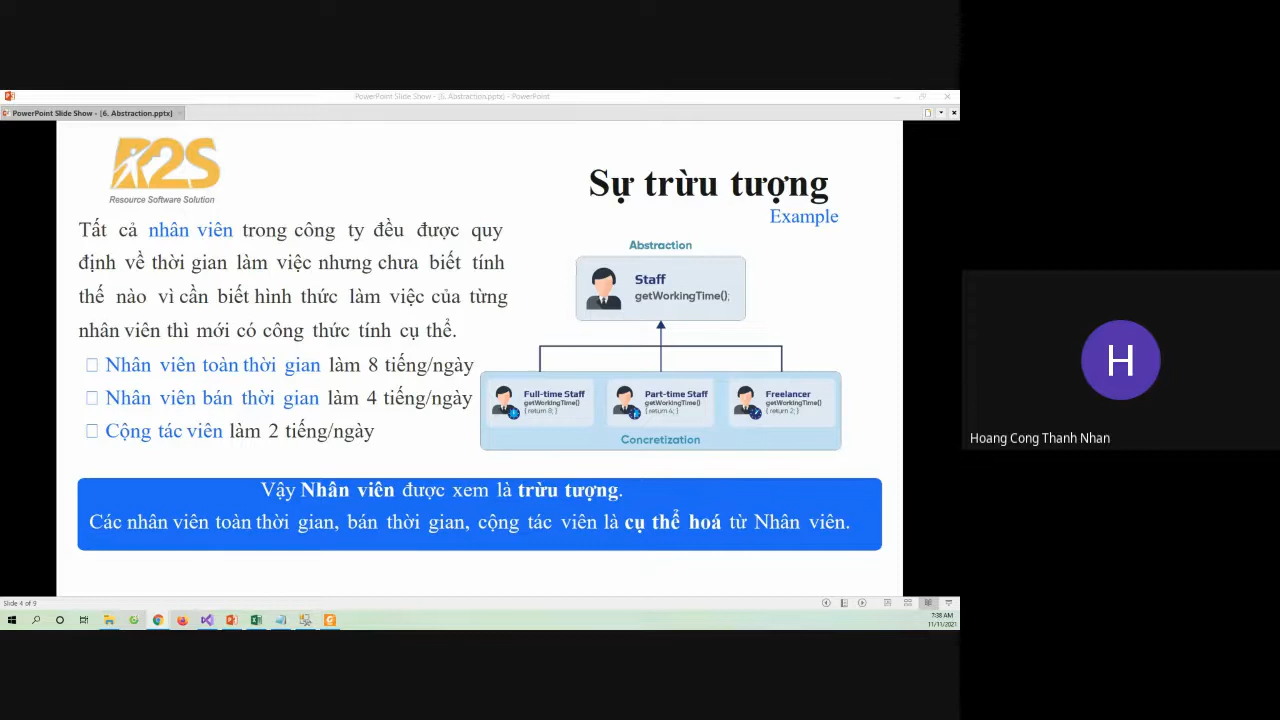 PowerPoint Slide Show - [6. Abstraction.pptx] - PowerPoint
PowerPoint Slide Show - [6. Abstraction.pptx]
R2S
Resource Software Solution
Sự trừu tượng
Example
Tất cả nhân viên trong công ty đều được quy
định về thời gian làm việc nhưng chưa biết tính
thế nào vì cần biết hình thức làm việc của từng
nhân viên thì mới có công thức tính cụ thể.
Nhân viên toàn thời gian làm 8 tiếng/ngày
Nhân viên bán thời gian làm 4 tiếng/ngày
Cộng tác viên làm 2 tiếng/ngày
Abstraction
Staff
getWorkingTime();
Full-time Staff
getWorkingTime()
{ return 8; }
Part-time Staff
getWorkingTime()
{ return 4; }
Freelancer
getWorkingTime()
{ return 2; }
Concretization
Vậy Nhân viên được xem là trừu tượng.
Các nhân viên toàn thời gian, bán thời gian, cộng tác viên là cụ thể hoá từ Nhân viên.
Slide 4 of 9
7:38 AM
11/11/2021
H
Hoang Cong Thanh Nhan